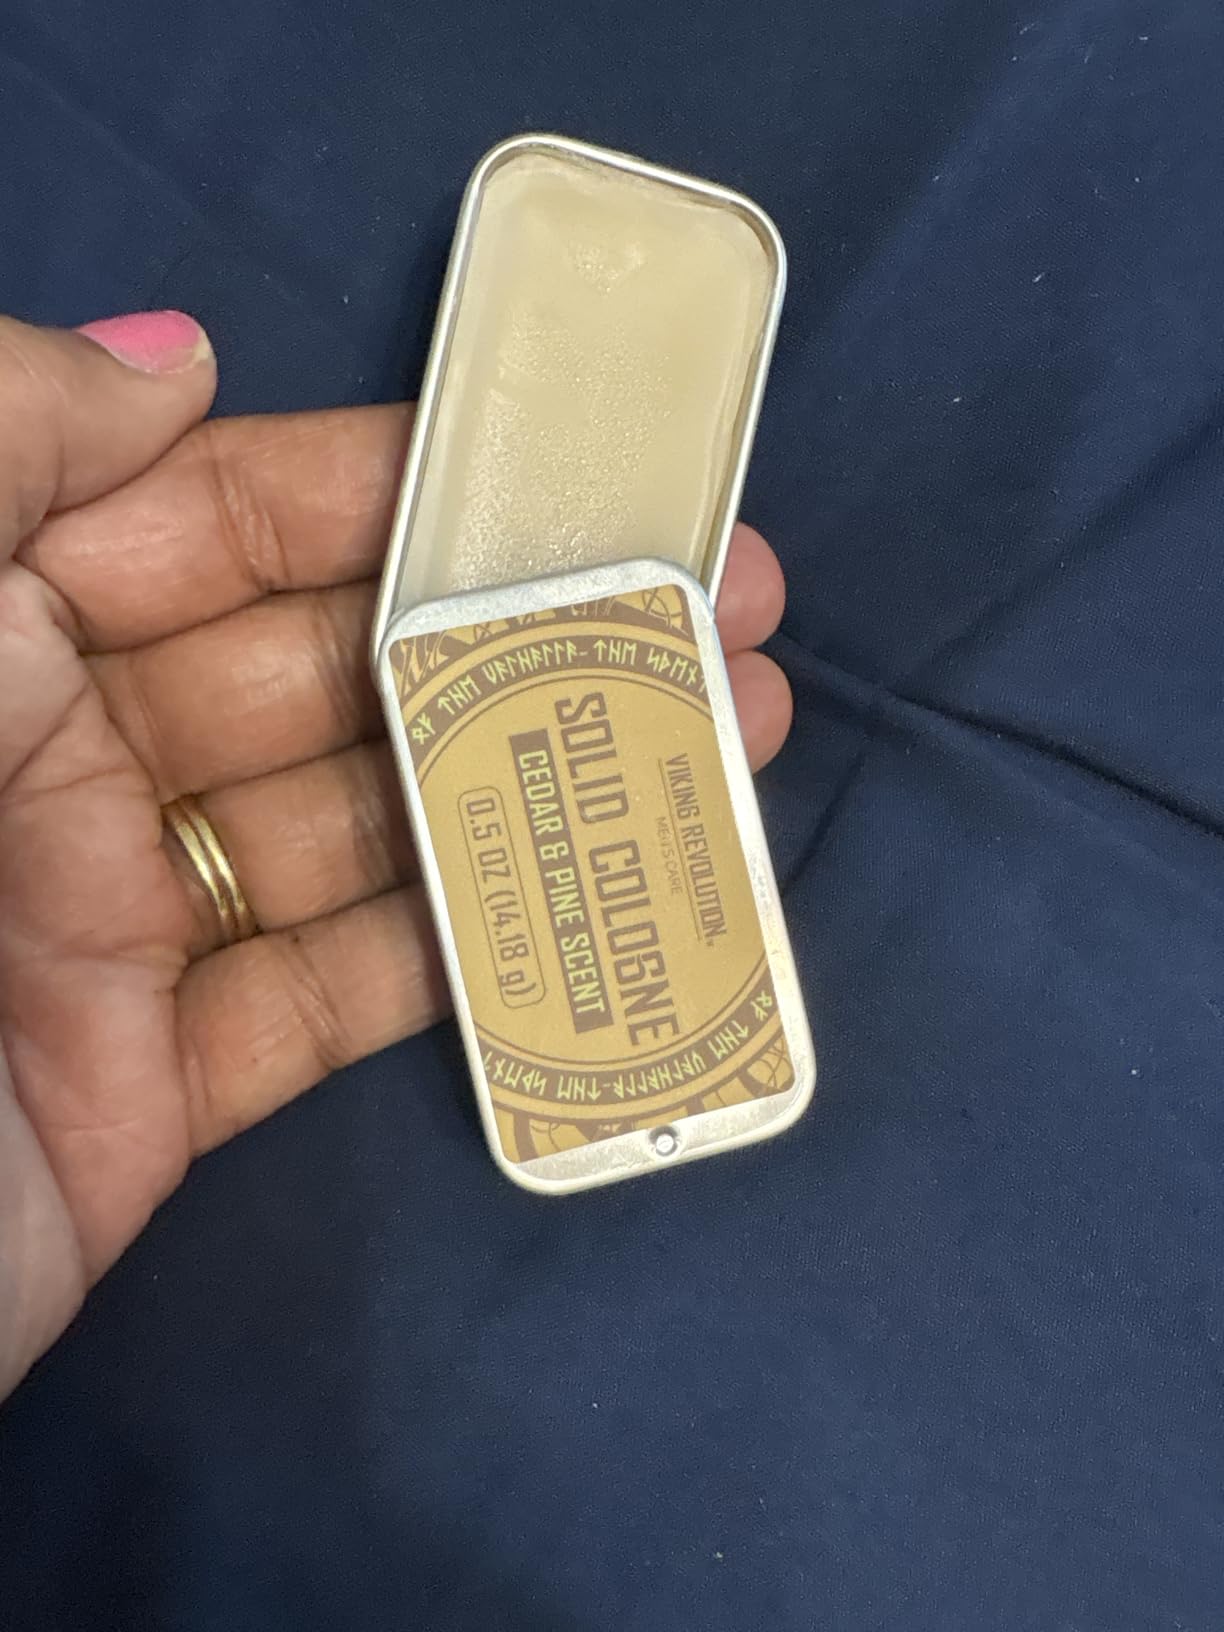 VIKING REVOLUTION
MEN'S CARE
SOLID COLOGNE
CEDAR & PINE SCENT
0.5 OZ (14.18 g)